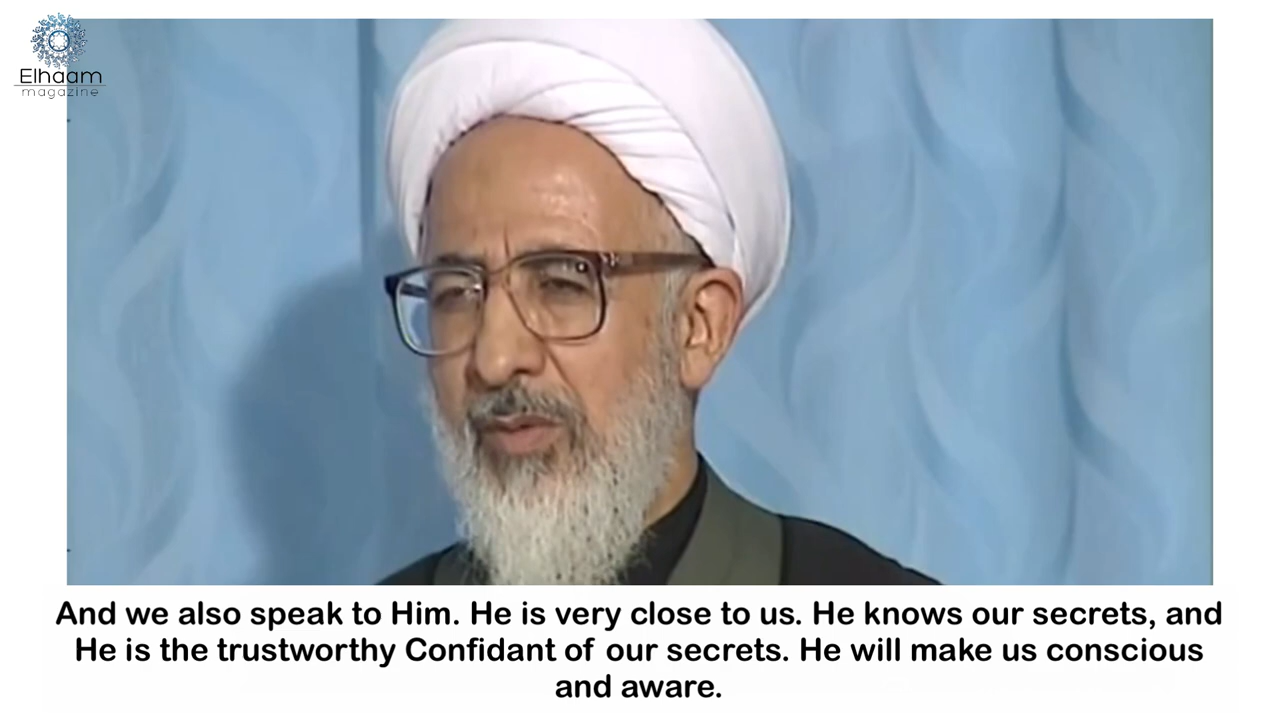 Elhaam
magazine
And we also speak to Him. He is very close to us. He knows our secrets, and
He is the trustworthy Confidant of our secrets. He will make us conscious
and aware.